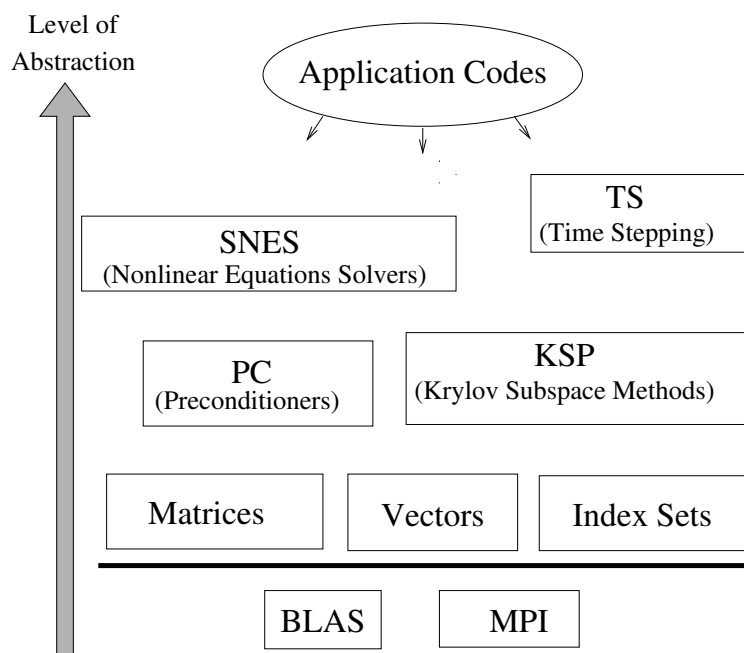 Level of
Abstraction
Application Codes
TS
(Time Stepping)
SNES
(Nonlinear Equations Solvers)
KSP
(Krylov Subspace Methods)
PC
(Preconditioners)
Matrices
Vectors
Index Sets
BLAS
MPI